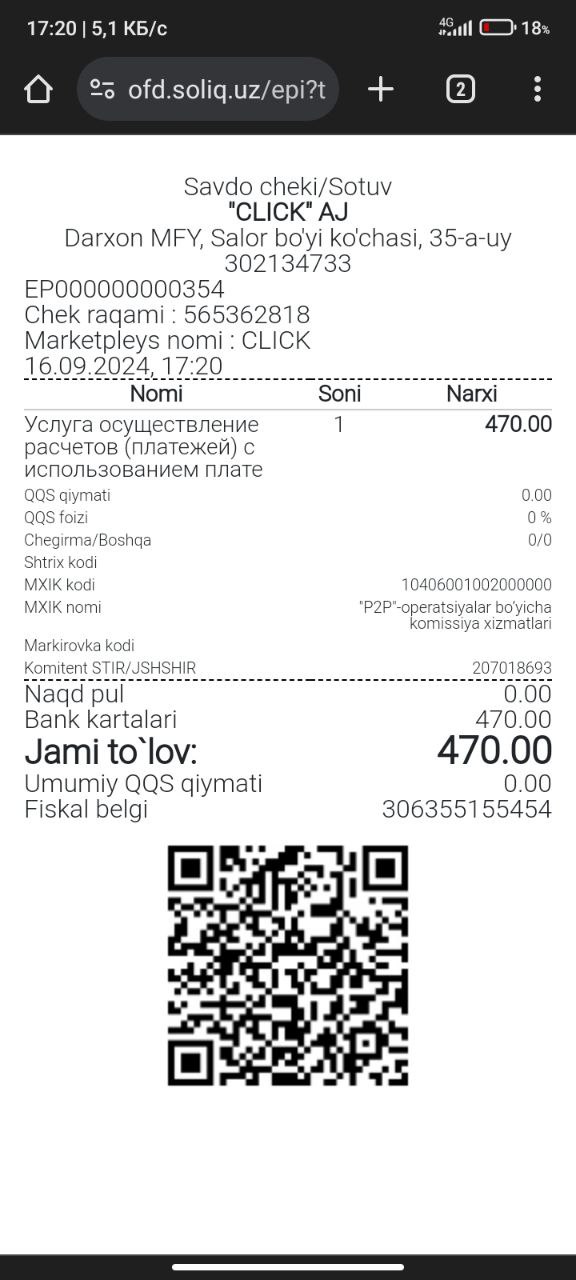 17:20 | 5,1 КБ/с 4G 18%
ofd.soliq.uz/epi?t 2
Savdo cheki/Sotuv
"CLICK" AJ
Darxon MFY, Salor bo'yi ko'chasi, 35-a-uy
302134733
EP000000000354
Chek raqami : 565362818
Marketpleys nomi : CLICK
16.09.2024, 17:20
Nomi Soni Narxi
Услуга осуществление 1 470.00
расчетов (платежей) с
использованием плате
QQS qiymati 0.00
QQS foizi 0 %
Chegirma/Boshqa 0/0
Shtrix kodi
MXIK kodi 10406001002000000
MXIK nomi "P2P"-operatsiyalar bo‘yicha
komissiya xizmatlari
Markirovka kodi
Komitent STIR/JSHSHIR 207018693
Naqd pul 0.00
Bank kartalari 470.00
Jami to`lov: 470.00
Umumiy QQS qiymati 0.00
Fiskal belgi 306355155454